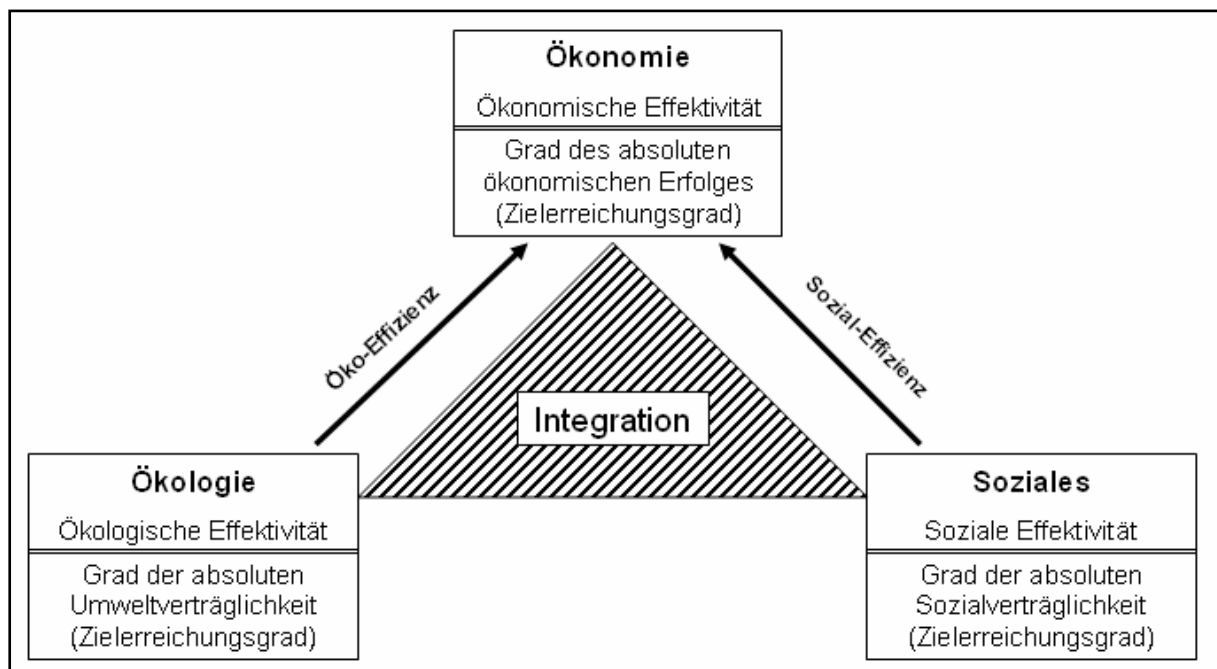 Ökonomie
Ökonomische Effektivität
Grad des absoluten
ökonomischen Erfolges
(Zielerreichungsgrad)
Öko-Effizienz
Sozial-Effizienz
Integration
Ökologie
Ökologische Effektivität
Grad der absoluten
Umweltverträglichkeit
(Zielerreichungsgrad)
Soziales
Soziale Effektivität
Grad der absoluten
Sozialverträglichkeit
(Zielerreichungsgrad)